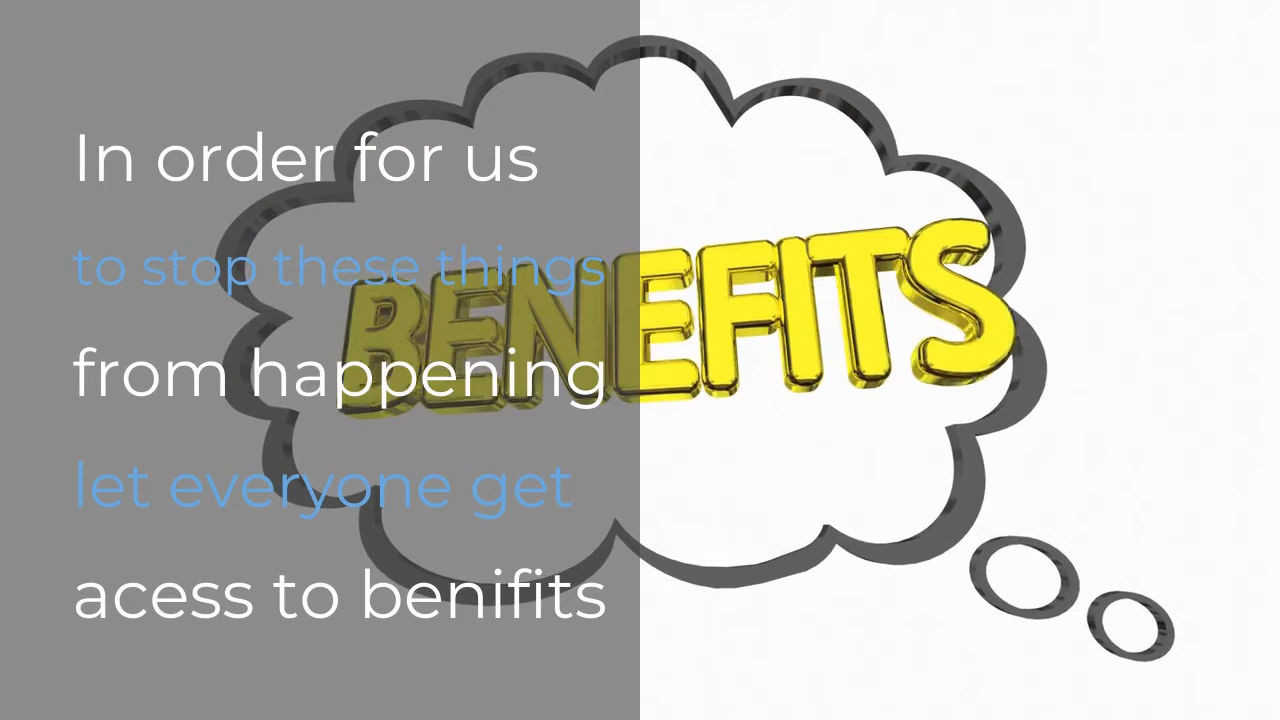 In order for us
to stop these things
from happening
let everyone get
acess to benifits
BENEFITS